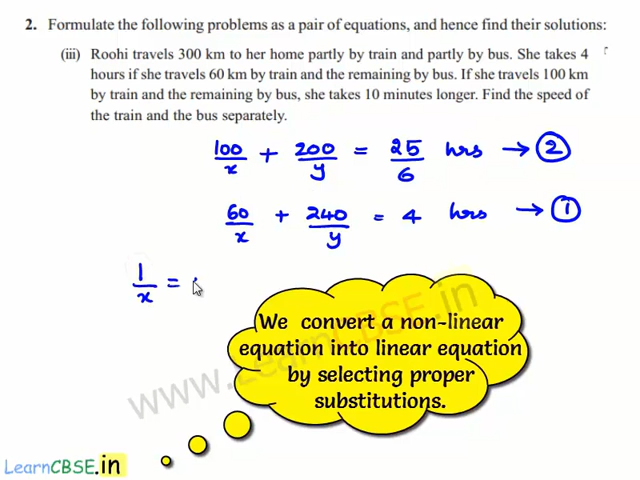 2. Formulate the following problems as a pair of equations, and hence find their solutions:
(iii) Roohi travels 300 km to her home partly by train and partly by bus. She takes 4
hours if she travels 60 km by train and the remaining by bus. If she travels 100 km
by train and the remaining by bus, she takes 10 minutes longer. Find the speed of
the train and the bus separately.
100/x + 200/y = 25/6 hrs → ②
60/x + 240/y = 4 hrs → ①
1/x =
We convert a non-linear
equation into linear equation
by selecting proper
substitutions.
www.LearnCBSE.in
LearnCBSE.in